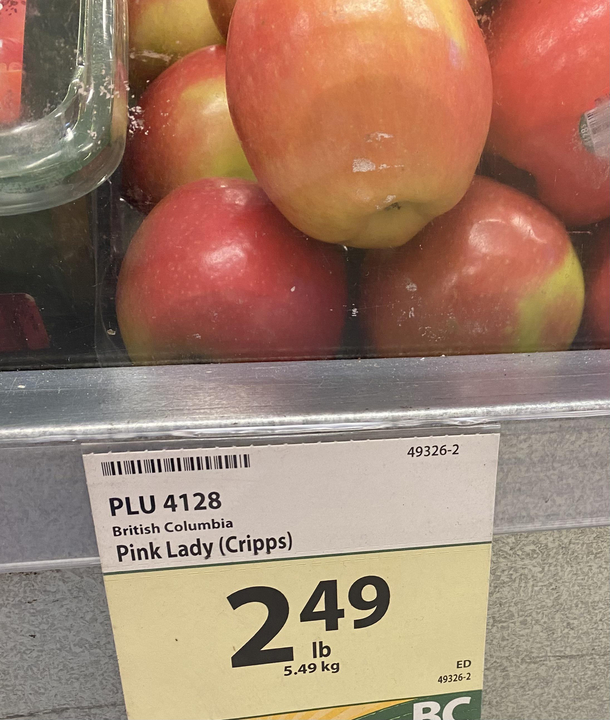 49326-2
PLU 4128
British Columbia
Pink Lady (Cripps)
2 49
lb
5.49 kg
ED
49326-2
BC